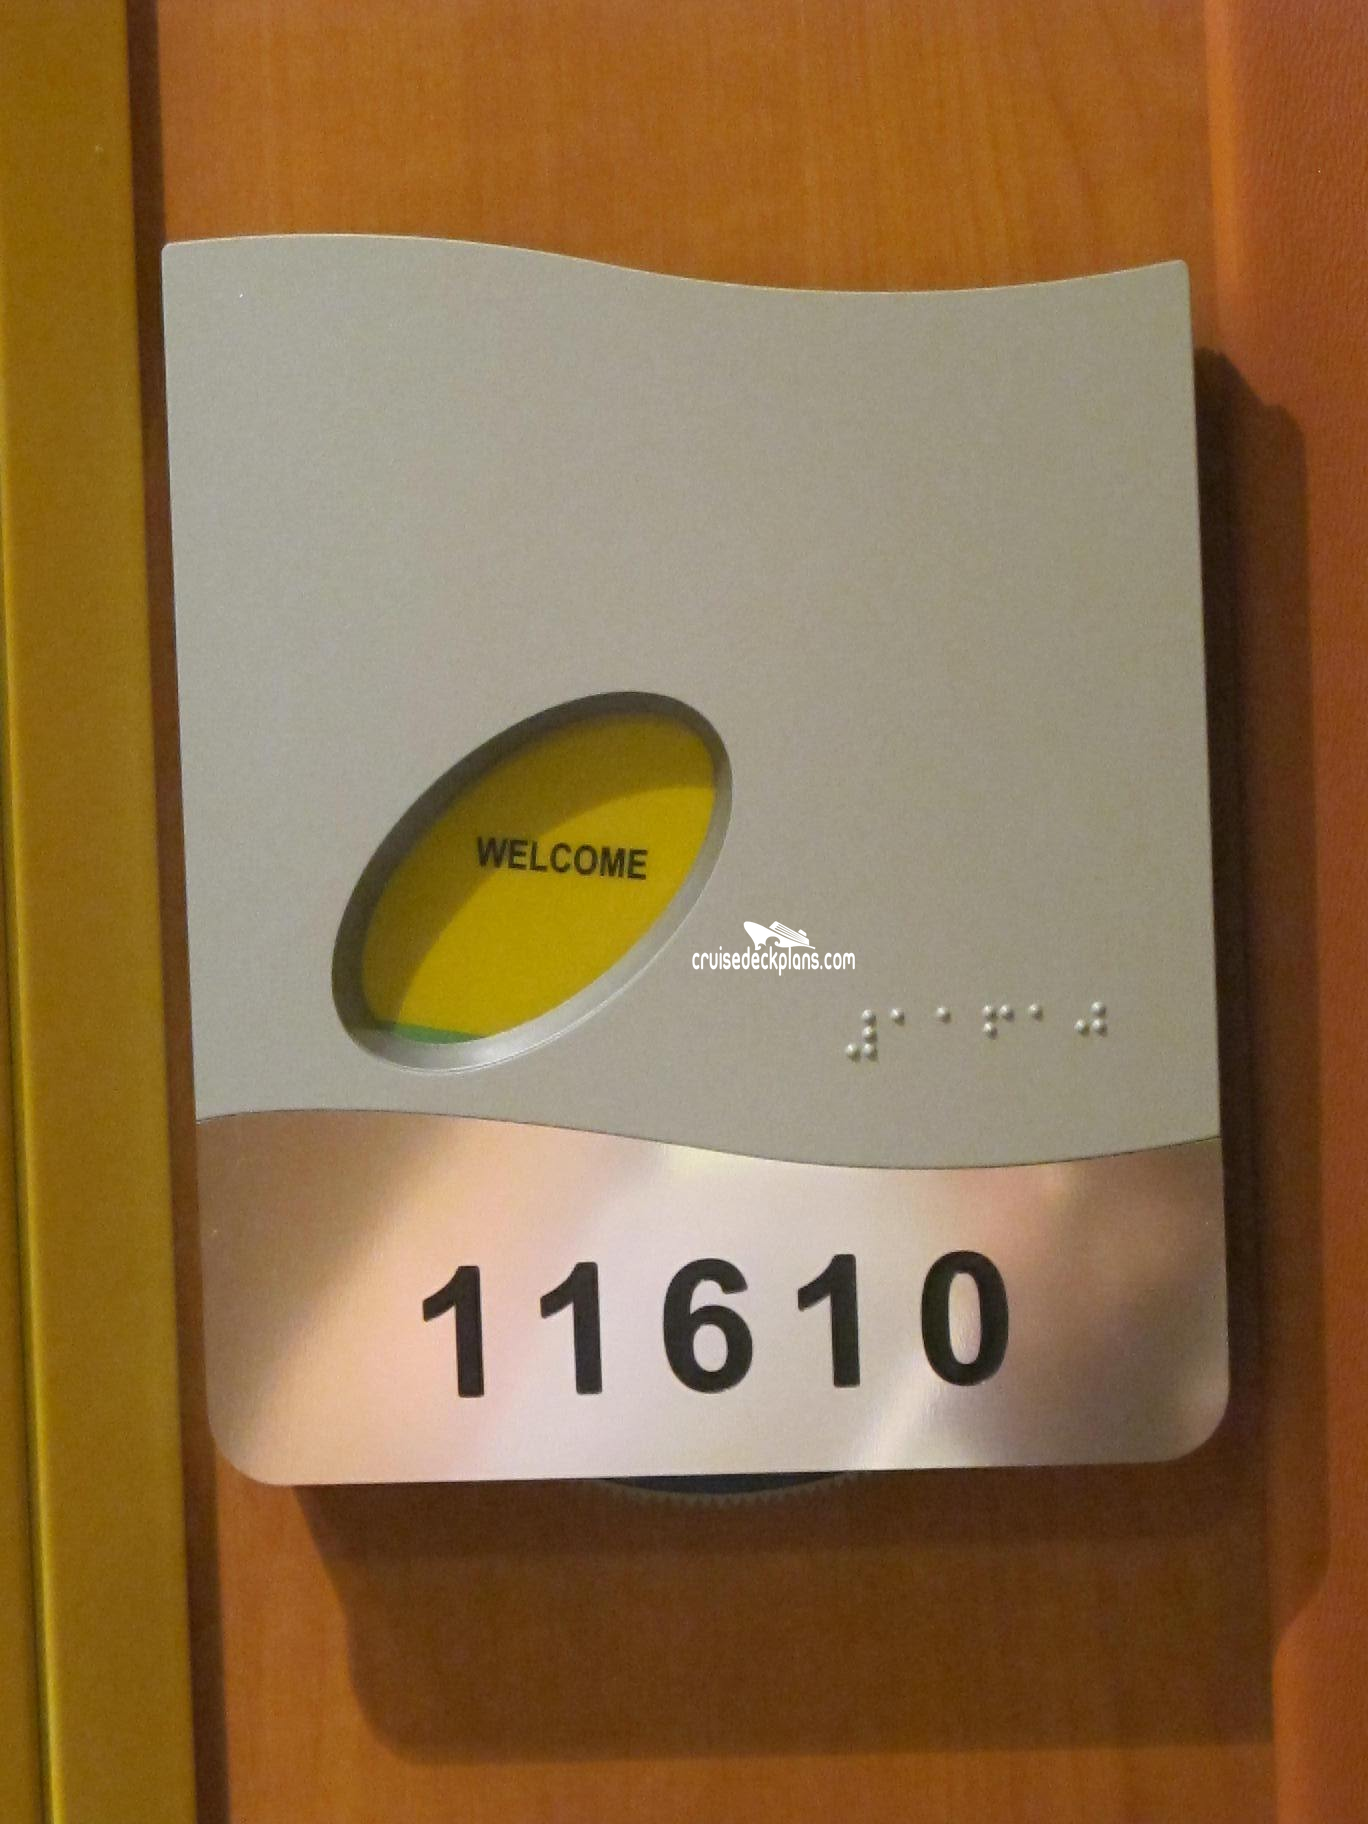 WELCOME
cruisedeckplans.com
⠼⠁⠁⠋⠁⠚
11610